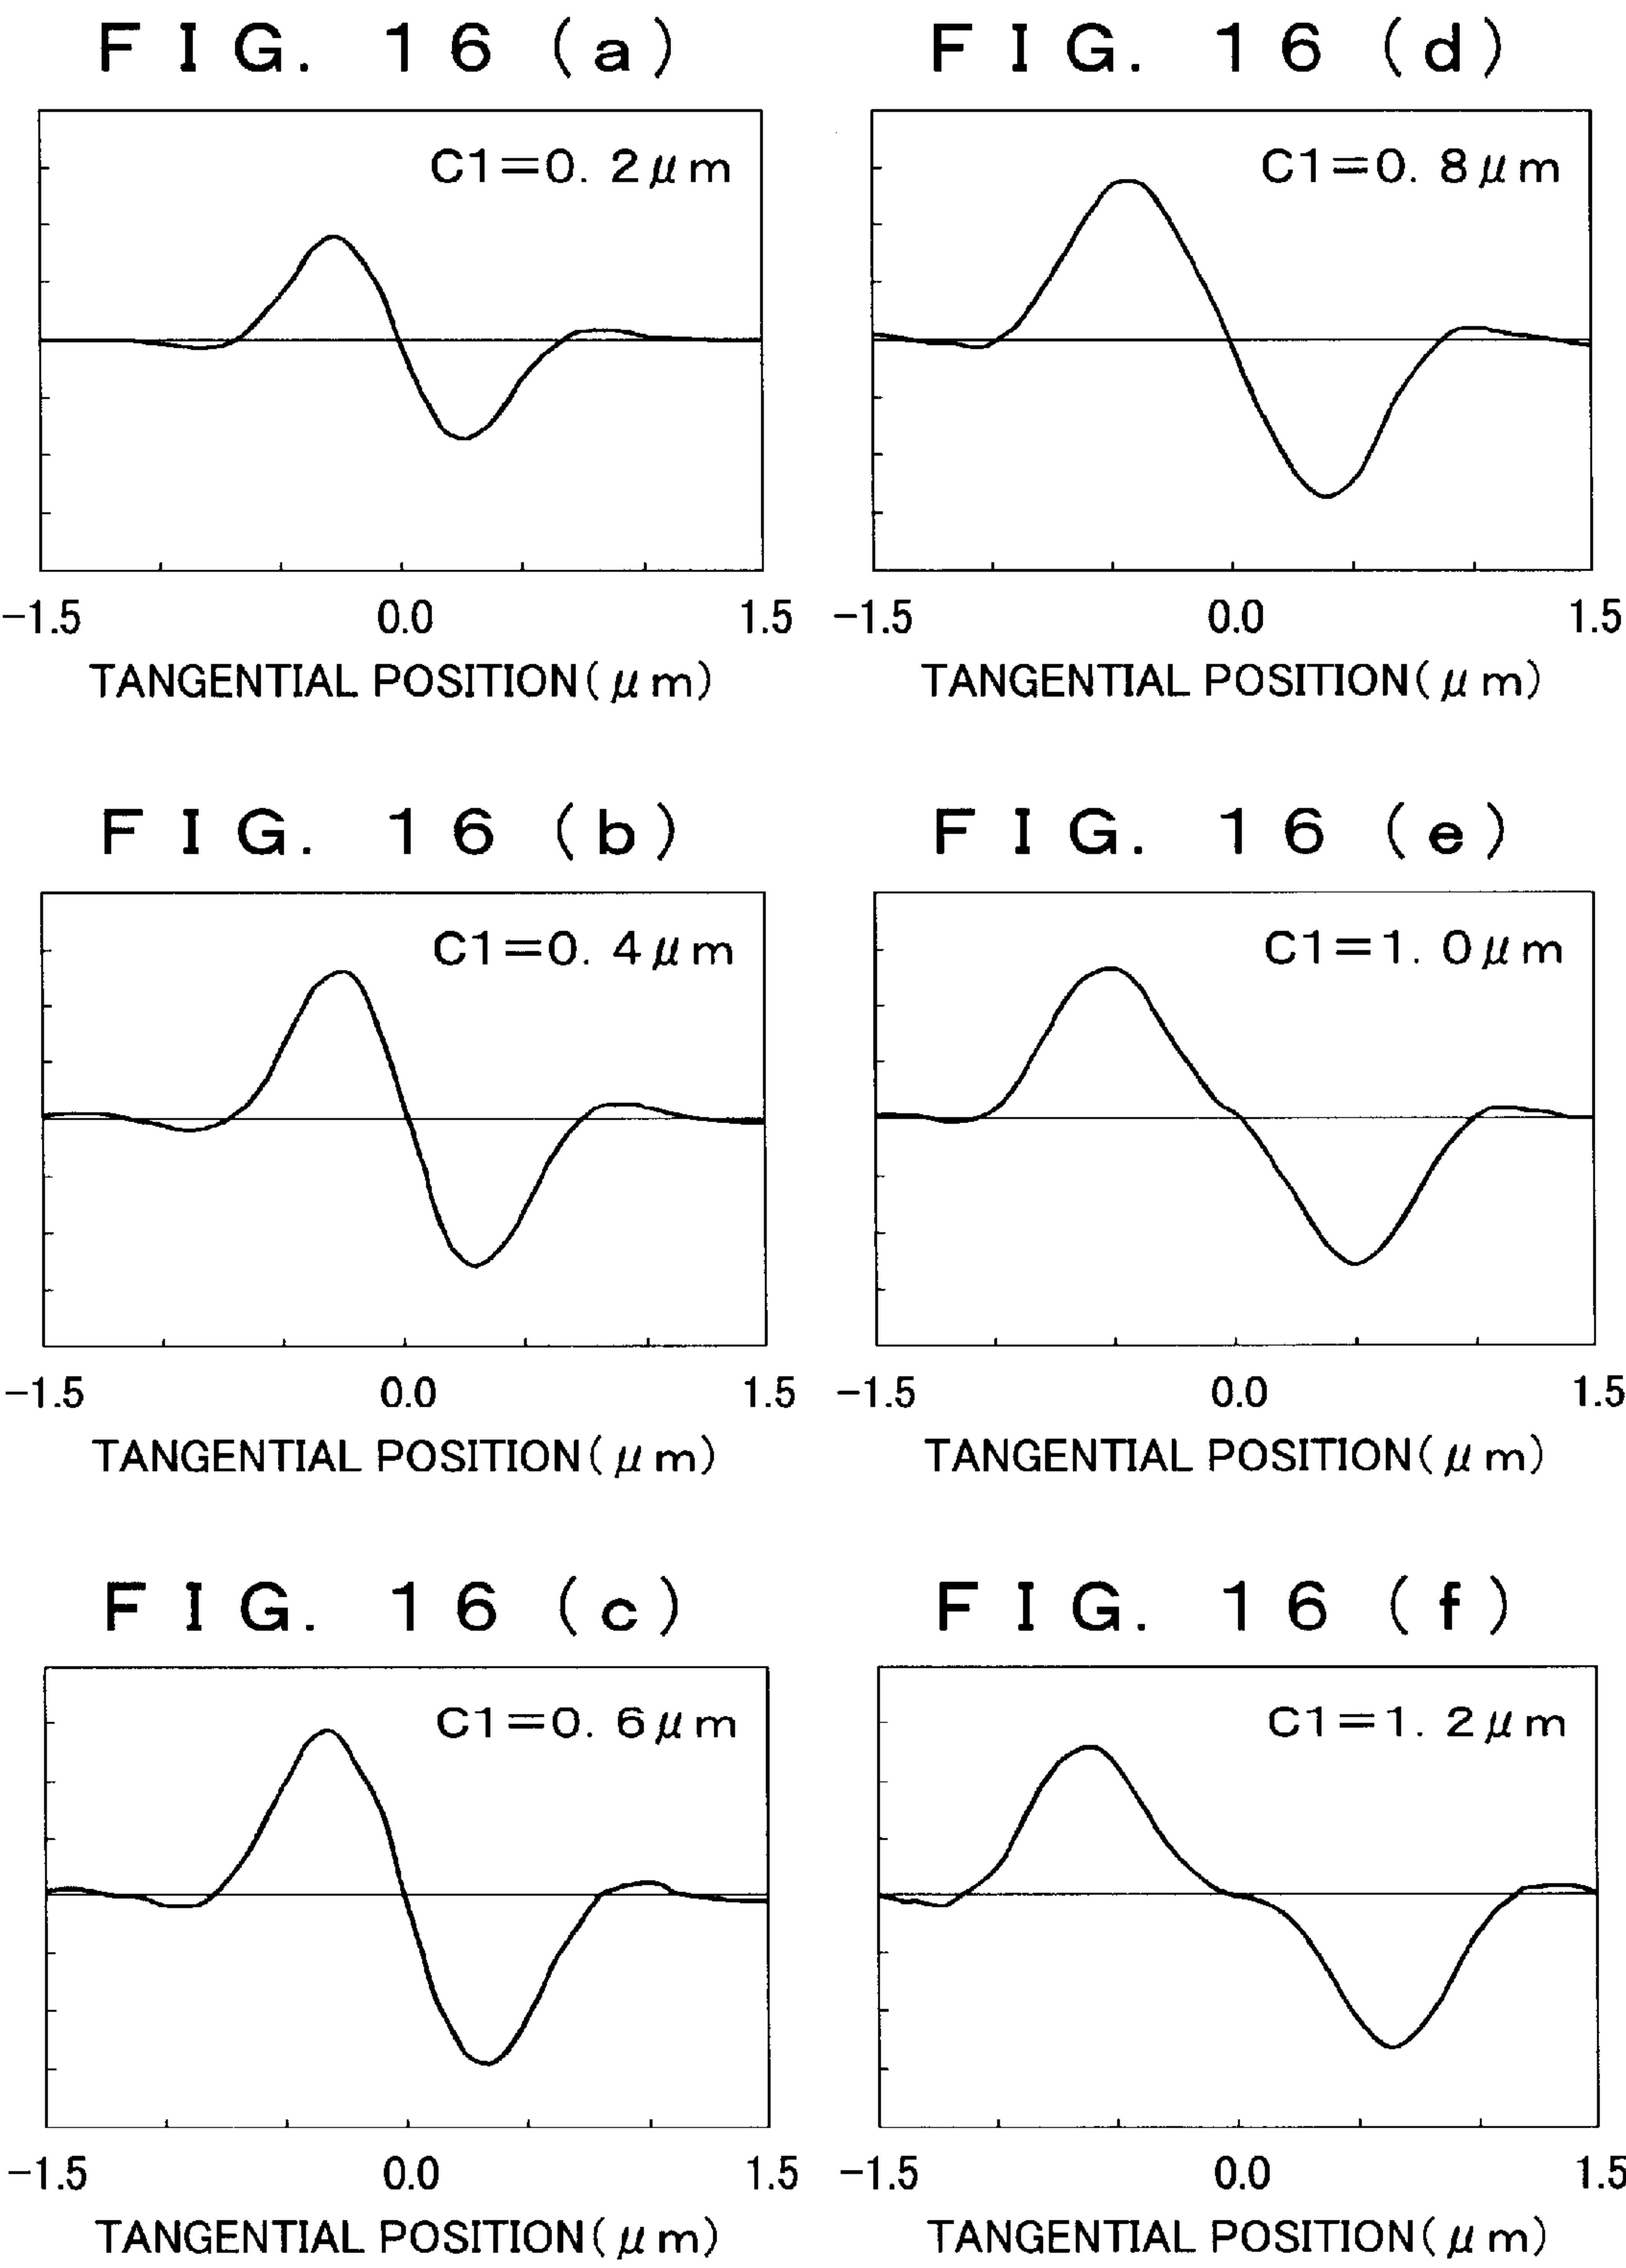 FIG. 16 (a)
C1=0.2μm
-1.5 0.0 1.5
TANGENTIAL POSITION(μm)
FIG. 16 (b)
C1=0.4μm
-1.5 0.0 1.5
TANGENTIAL POSITION(μm)
FIG. 16 (c)
C1=0.6μm
-1.5 0.0 1.5
TANGENTIAL POSITION(μm)
FIG. 16 (d)
C1=0.8μm
-1.5 0.0 1.5
TANGENTIAL POSITION(μm)
FIG. 16 (e)
C1=1.0μm
-1.5 0.0 1.5
TANGENTIAL POSITION(μm)
FIG. 16 (f)
C1=1.2μm
-1.5 0.0 1.5
TANGENTIAL POSITION(μm)